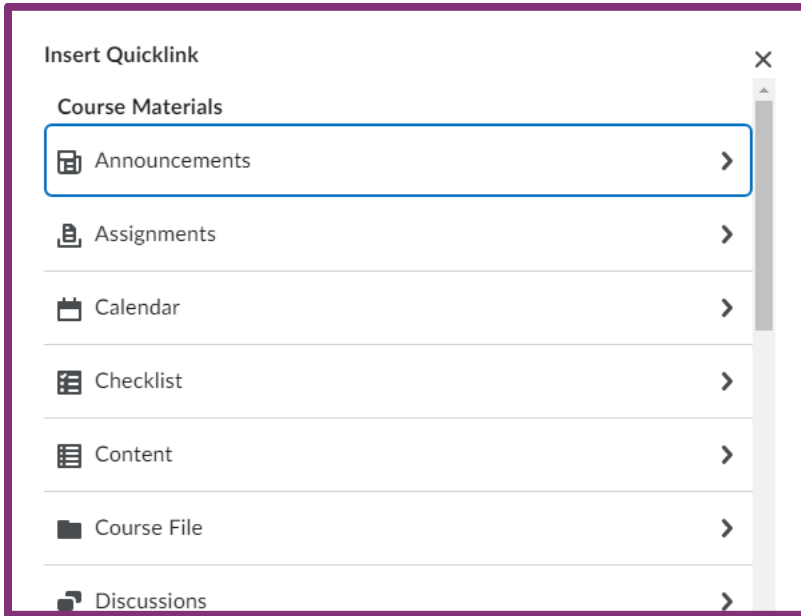 Insert Quicklink
Course Materials
Announcements
Assignments
Calendar
Checklist
Content
Course File
Discussions